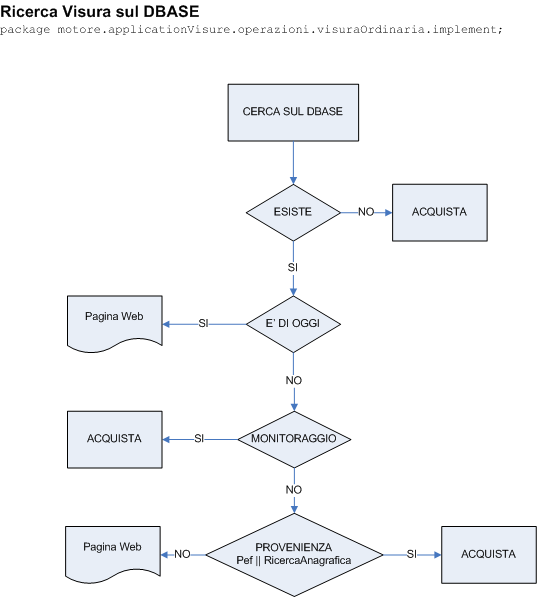 Ricerca Visura sul DBASE
package motore.applicationVisure.operazioni.visuraOrdinaria.implement;
CERCA SUL DBASE
ESISTE
NO
ACQUISTA
SI
Pagina Web
SI
E' DI OGGI
NO
ACQUISTA
SI
MONITORAGGIO
NO
Pagina Web
NO
PROVENIENZA
Pef || RicercaAnagrafica
SI
ACQUISTA